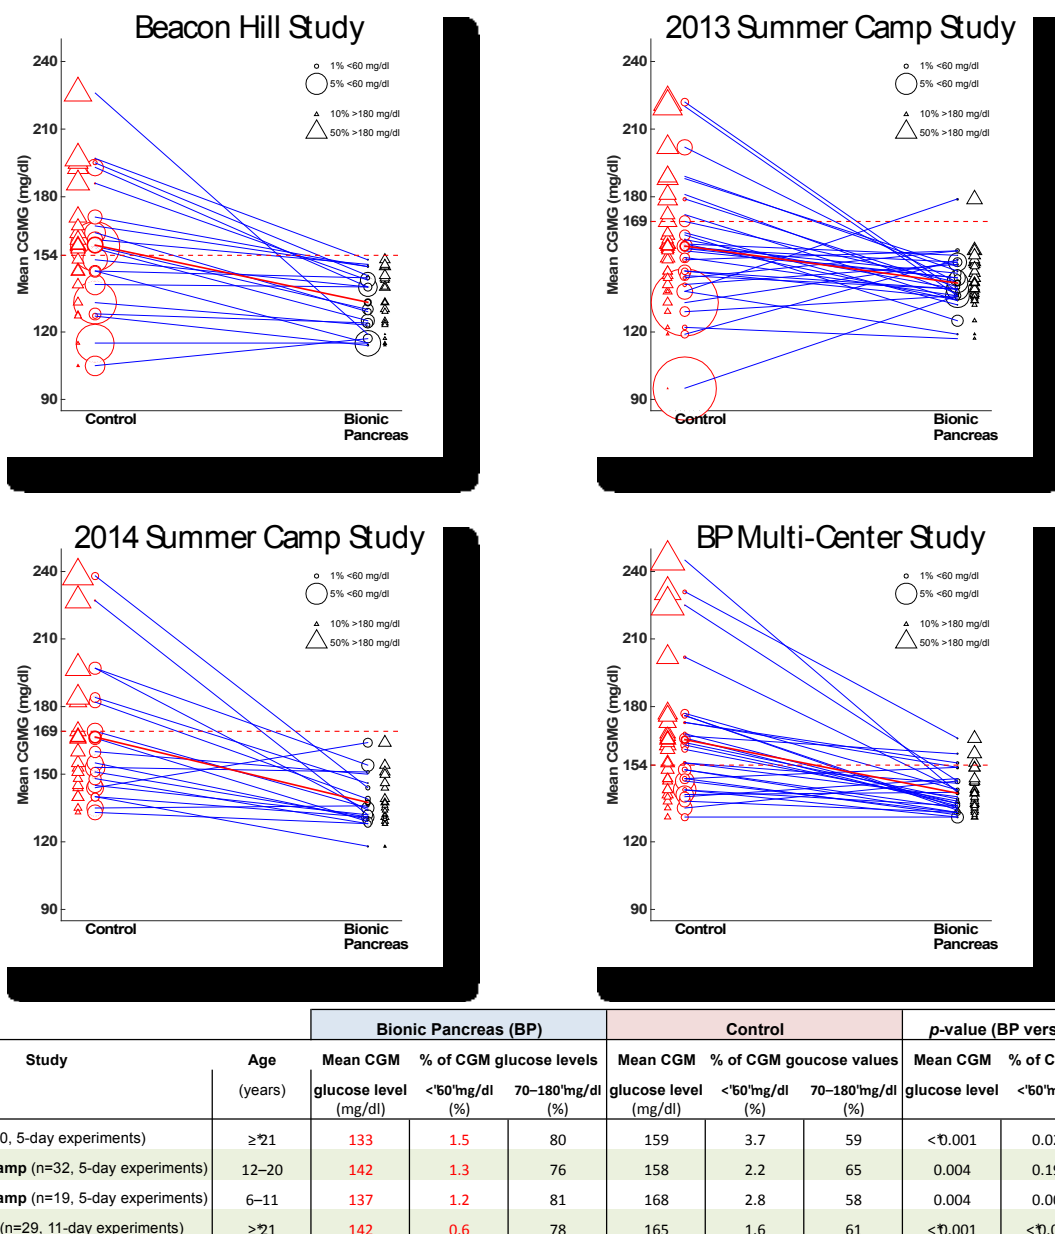 Beacon Hill Study
240
210
180
154
120
90
Mean CGMG (mg/dl)
1% <60 mg/dl
5% <60 mg/dl
10% >180 mg/dl
50% >180 mg/dl
Control
Bionic
Pancreas
2013 Summer Camp Study
240
210
180
169
120
90
Mean CGMG (mg/dl)
1% <60 mg/dl
5% <60 mg/dl
10% >180 mg/dl
50% >180 mg/dl
Control
Bionic
Pancreas
2014 Summer Camp Study
240
210
180
169
150
120
90
Mean CGMG (mg/dl)
1% <60 mg/dl
5% <60 mg/dl
10% >180 mg/dl
50% >180 mg/dl
Control
Bionic
Pancreas
BP Multi-Center Study
240
210
180
154
120
90
Mean CGMG (mg/dl)
1% <60 mg/dl
5% <60 mg/dl
10% >180 mg/dl
50% >180 mg/dl
Control
Bionic
Pancreas
Bionic Pancreas (BP) Control p-value (BP vers
Study Age Mean CGM % of CGM glucose levels Mean CGM % of CGM goucose values Mean CGM % of C
(years) glucose level <60 mg/dl 70–180 mg/dl glucose level <60 mg/dl 70–180 mg/dl glucose level
(mg/dl) (%) (%) (mg/dl) (%) (%)
0, 5-day experiments) ≥21 133 1.5 80 159 3.7 59 <0.001 0.0
amp (n=32, 5-day experiments) 12–20 142 1.3 76 158 2.2 65 0.004 0.19
amp (n=19, 5-day experiments) 6–11 137 1.2 81 168 2.8 58 0.004 0.00
(n=29, 11-day experiments) ≥21 142 0.6 78 165 1.6 61 <0.001 <0.0